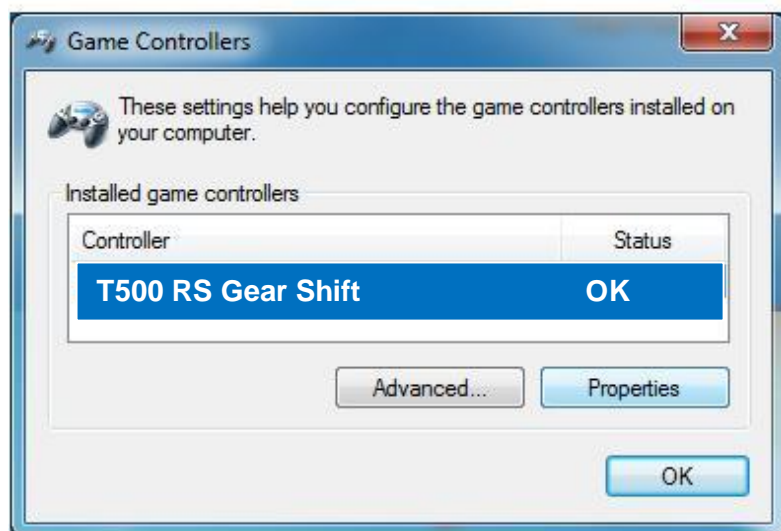 Game Controllers
These settings help you configure the game controllers installed on
your computer.
Installed game controllers
Controller Status
T500 RS Gear Shift OK
Advanced... Properties
OK